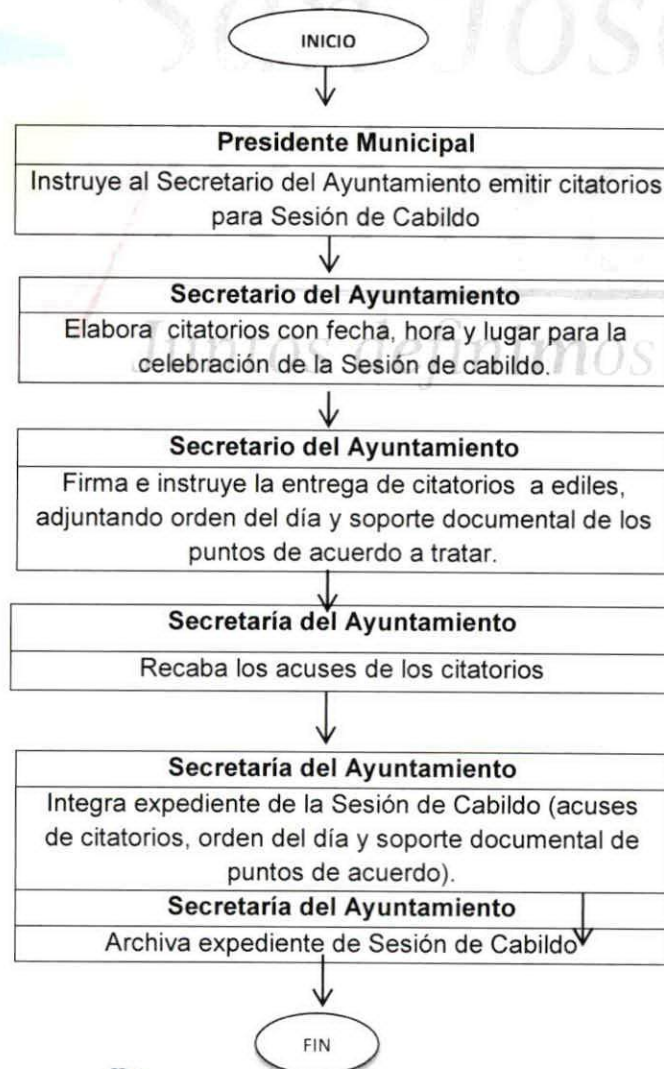 San José
INICIO
Presidente Municipal
Instruye al Secretario del Ayuntamiento emitir citatorios
para Sesión de Cabildo
Secretario del Ayuntamiento
Elabora citatorios con fecha, hora y lugar para la
celebración de la Sesión de cabildo.
Juntos definimos
Secretario del Ayuntamiento
Firma e instruye la entrega de citatorios a ediles,
adjuntando orden del día y soporte documental de los
puntos de acuerdo a tratar.
Secretaría del Ayuntamiento
Recaba los acuses de los citatorios
Secretaría del Ayuntamiento
Integra expediente de la Sesión de Cabildo (acuses
de citatorios, orden del día y soporte documental de
puntos de acuerdo).
Secretaría del Ayuntamiento
Archiva expediente de Sesión de Cabildo
FIN